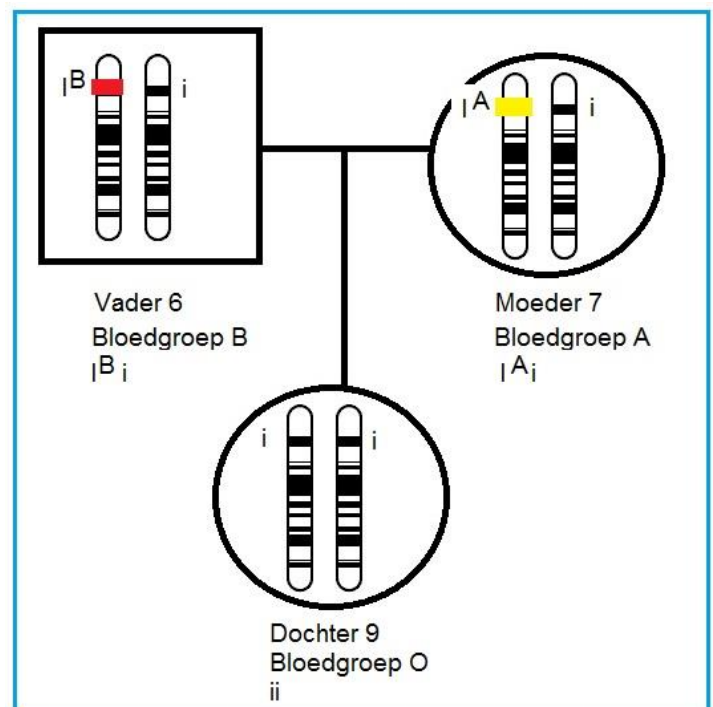 I^B i
I^A i
Vader 6
Bloedgroep B
I^B i
Moeder 7
Bloedgroep A
I^A i
i i
Dochter 9
Bloedgroep O
ii